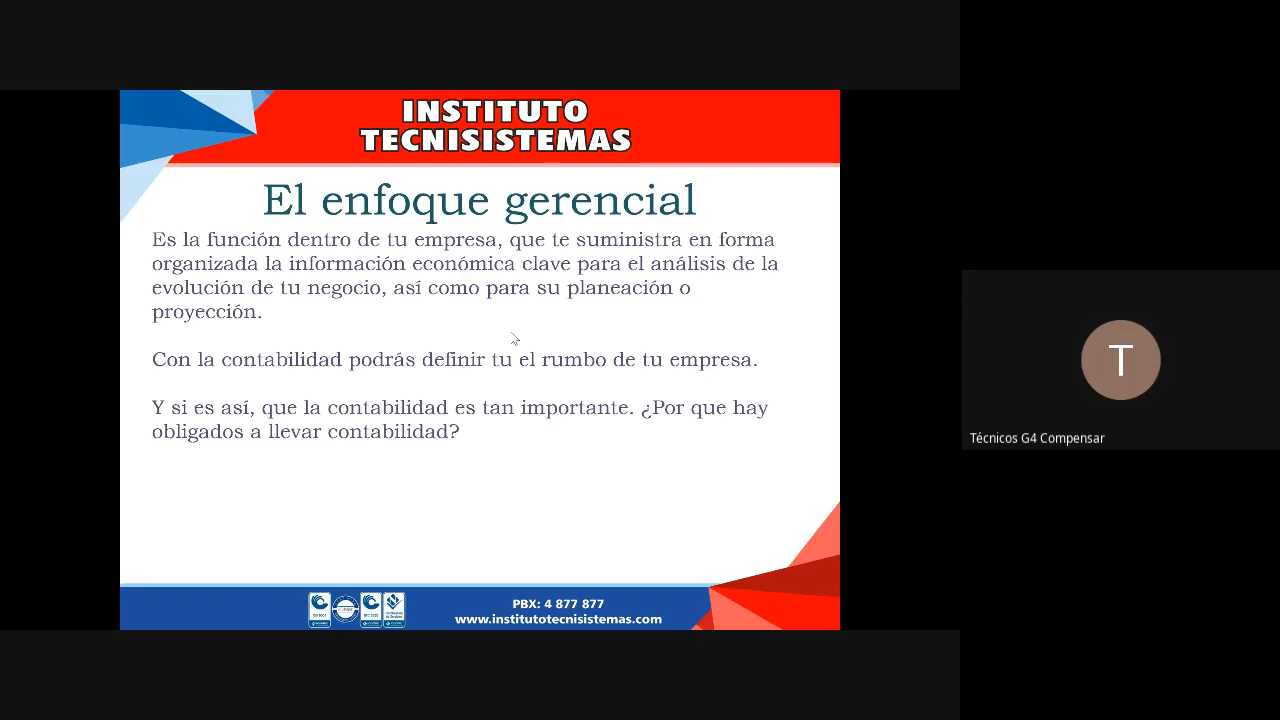 INSTITUTO
TECNISISTEMAS
El enfoque gerencial
Es la función dentro de tu empresa, que te suministra en forma
organizada la información económica clave para el análisis de la
evolución de tu negocio, así como para su planeación o
proyección.
Con la contabilidad podrás definir tu el rumbo de tu empresa.
Y si es así, que la contabilidad es tan importante. ¿Por que hay
obligados a llevar contabilidad?
PBX: 4 877 877
www.institutotecnisistemas.com
T
Técnicos G4 Compensar